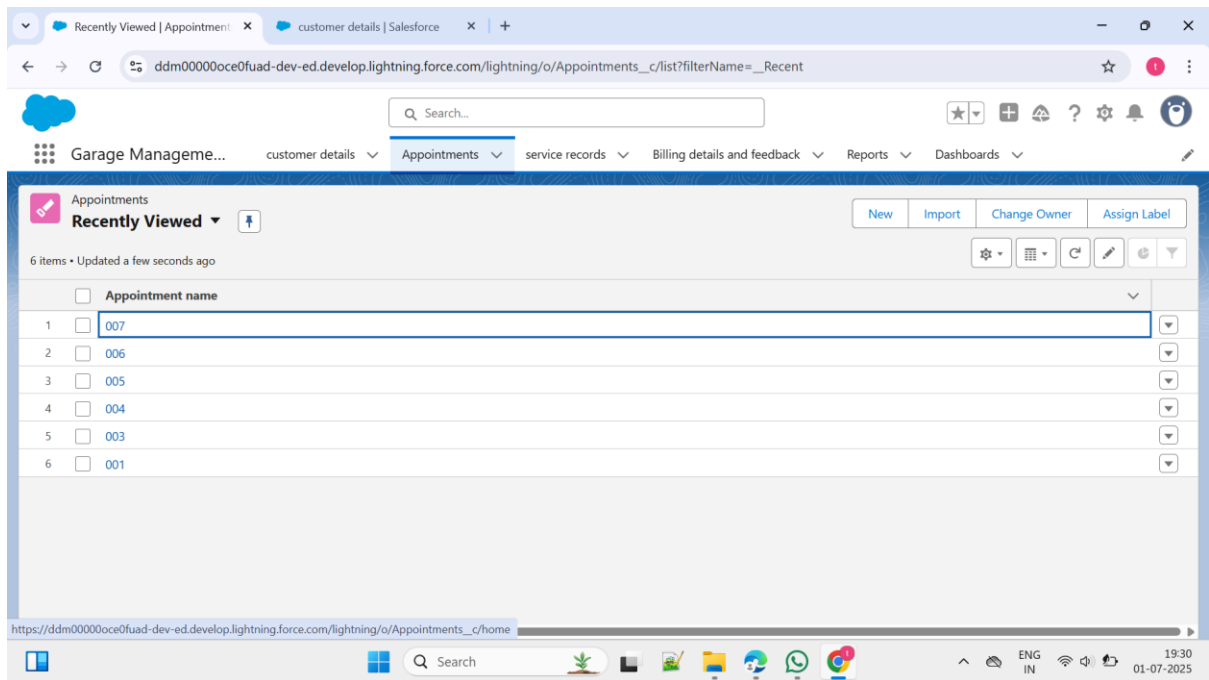 Recently Viewed | Appointment
customer details | Salesforce
ddm00000oce0fuad-dev-ed.develop.lightning.force.com/lightning/o/Appointments__c/list?filterName=__Recent
t
Search...
Garage Manageme...
customer details
Appointments
service records
Billing details and feedback
Reports
Dashboards
Appointments
Recently Viewed
New
Import
Change Owner
Assign Label
6 items • Updated a few seconds ago
Appointment name
1 007
2 006
3 005
4 004
5 003
6 001
https://ddm00000oce0fuad-dev-ed.develop.lightning.force.com/lightning/o/Appointments__c/home
Search
ENG
IN
19:30
01-07-2025